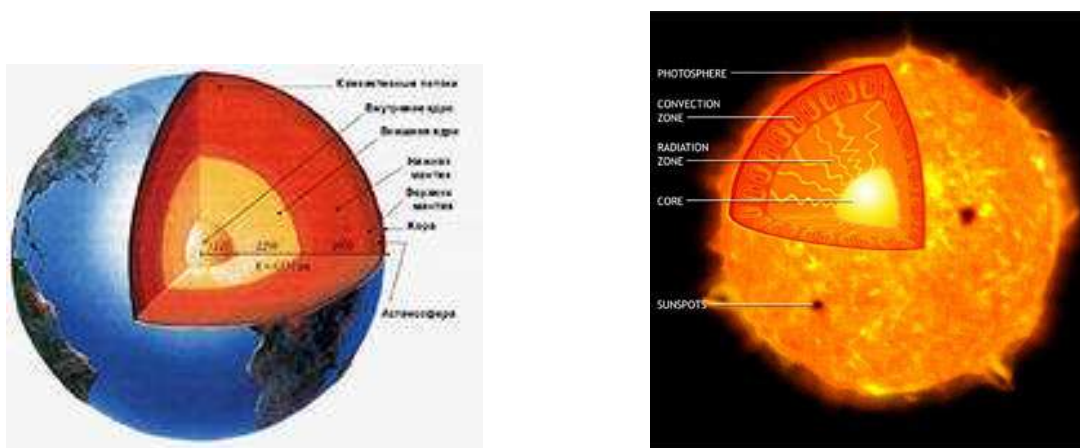 Конвективные потоки
Внутреннее ядро
Внешнее ядро
Нижняя
мантия
Верхняя
мантия
Кора
Астеносфера
PHOTOSPHERE
CONVECTION
ZONE
RADIATION
ZONE
CORE
SUNSPOTS